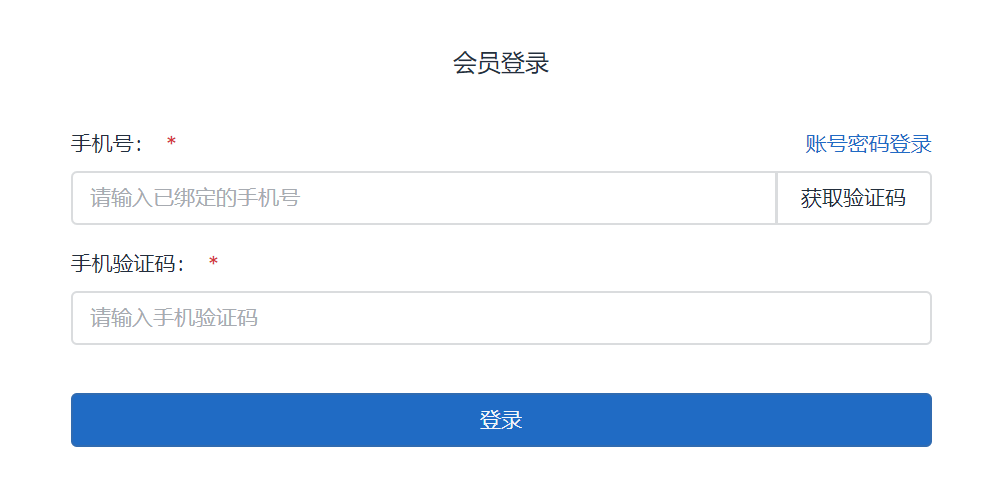 会员登录
手机号： * 账号密码登录
请输入已绑定的手机号 获取验证码
手机验证码： *
请输入手机验证码
登录